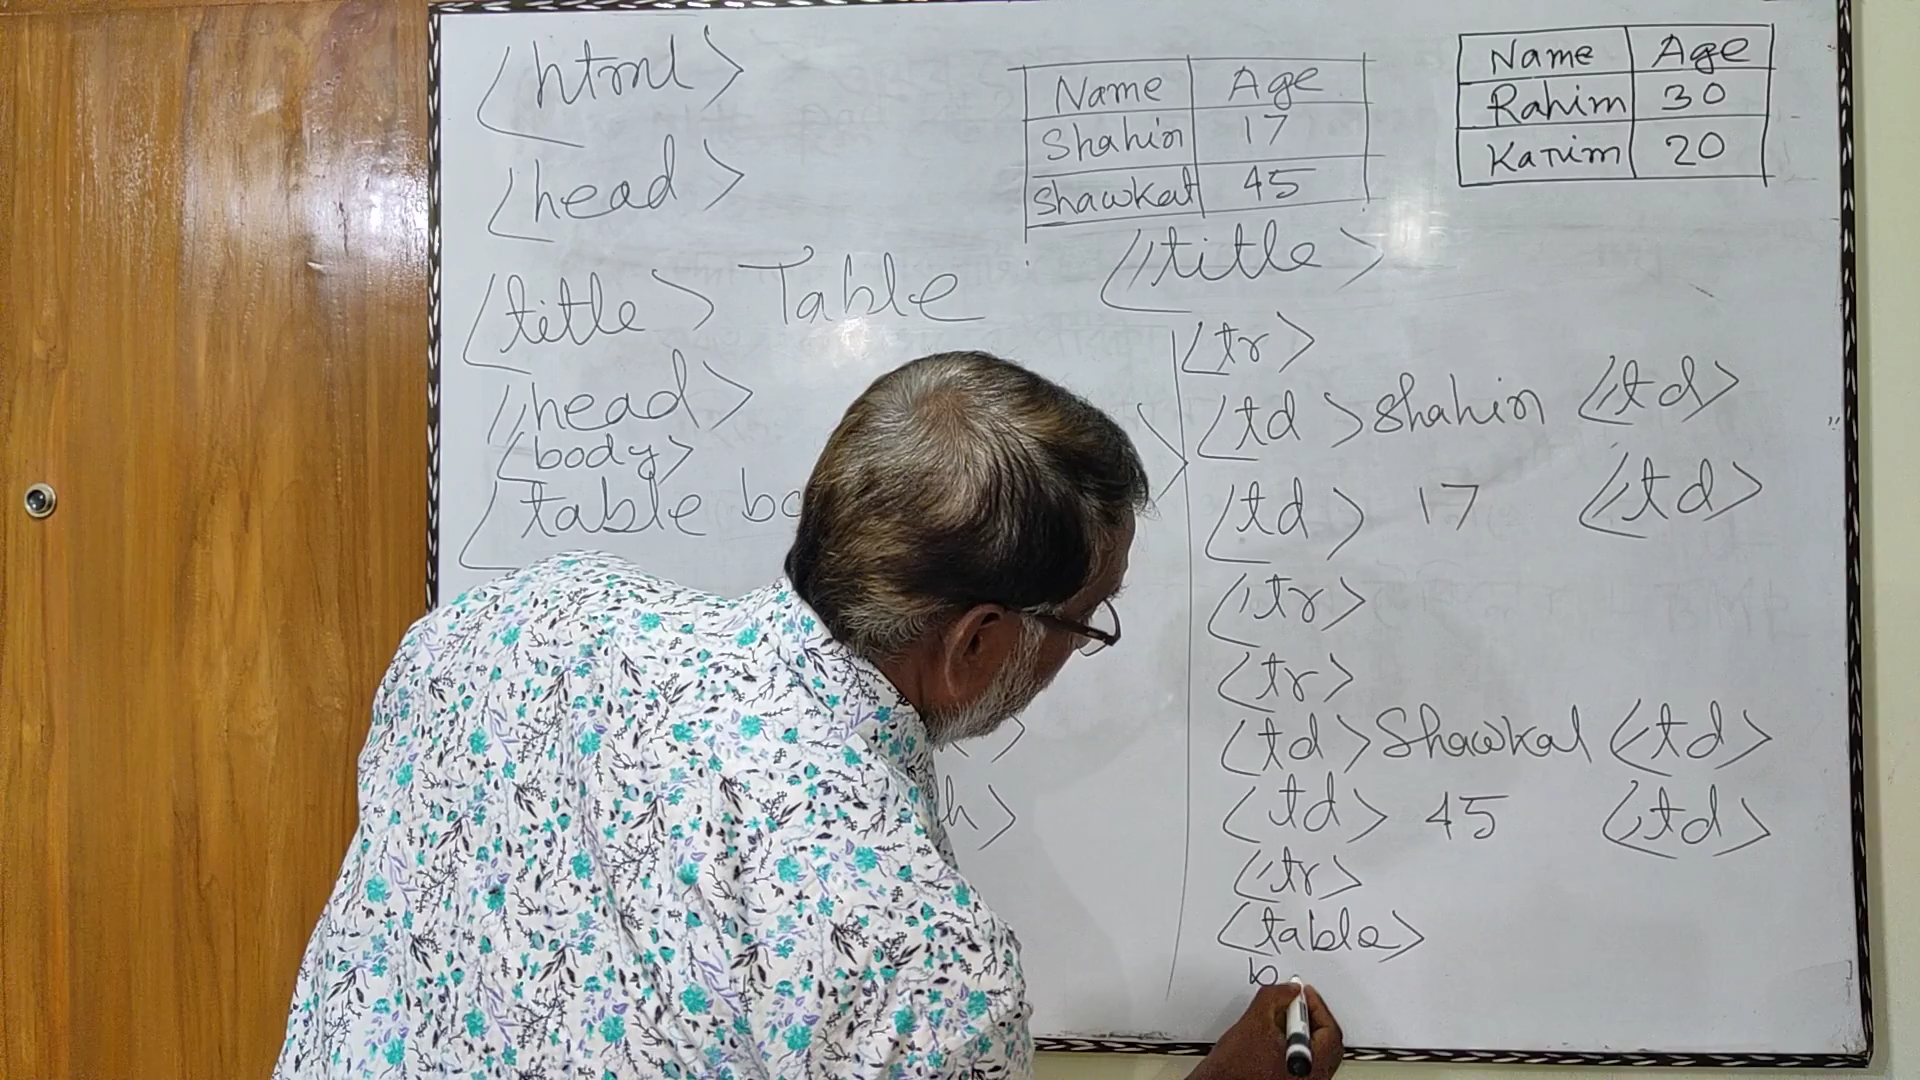 <html>
<head>
<title> Table </title>
</head>
<body>
<table bo
>
h>
Name Age
Shahin 17
Shawkat 45
Name Age
Rahim 30
Karim 20
<tr>
<td> Shahin </td>
<td> 17 </td>
</tr>
<tr>
<td> Shawkat </td>
<td> 45 </td>
</tr>
<table>
b